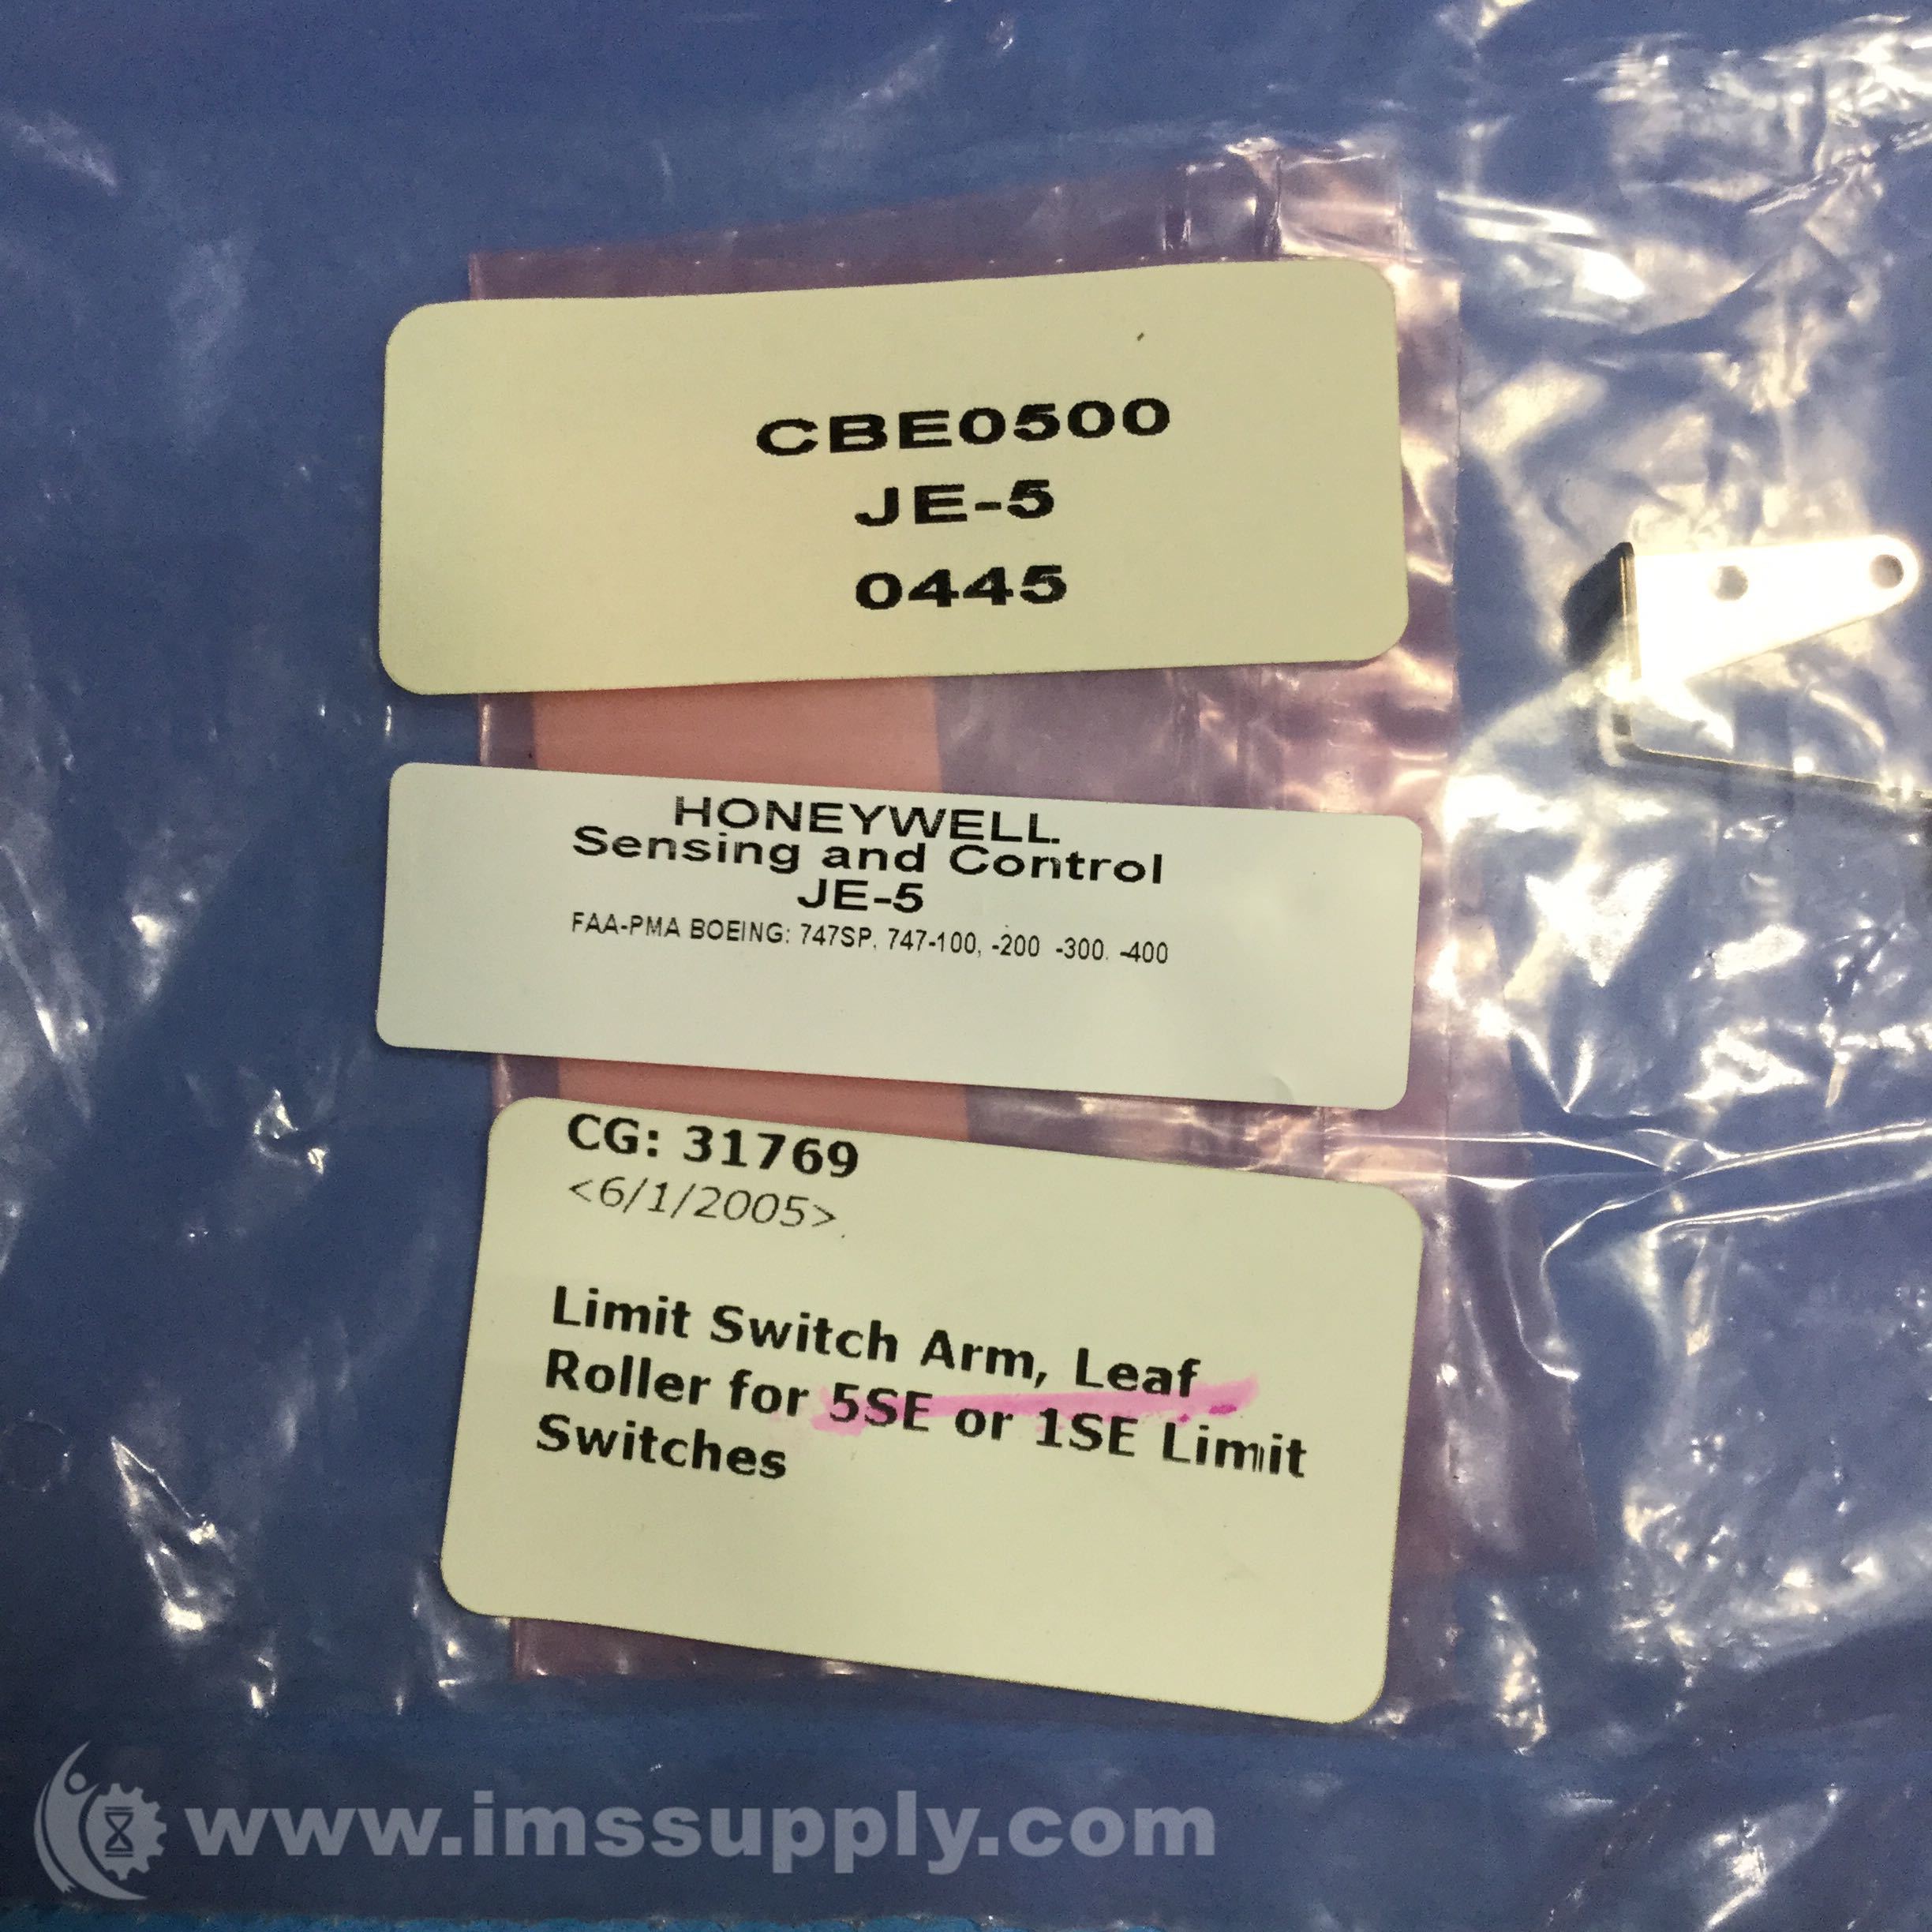 CBE0500
JE-5
0445
HONEYWELL
Sensing and Control
JE-5
FAA-PMA BOEING: 747SP, 747-100, -200 -300, -400
CG: 31769
<6/1/2005>
Limit Switch Arm, Leaf
Roller for 5SE or 1SE Limit
Switches
www.imssupply.com